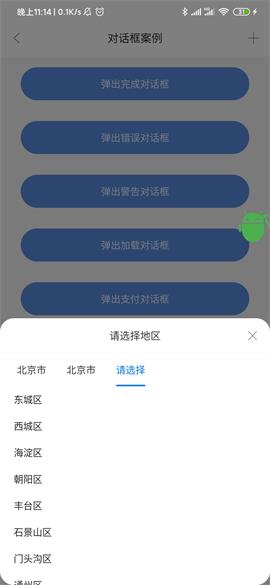 晚上11:14 | 0.1K/s
31
对话框案例
弹出完成对话框
弹出错误对话框
弹出警告对话框
弹出加载对话框
弹出支付对话框
请选择地区
北京市 北京市 请选择
东城区
西城区
海淀区
朝阳区
丰台区
石景山区
门头沟区
通州区